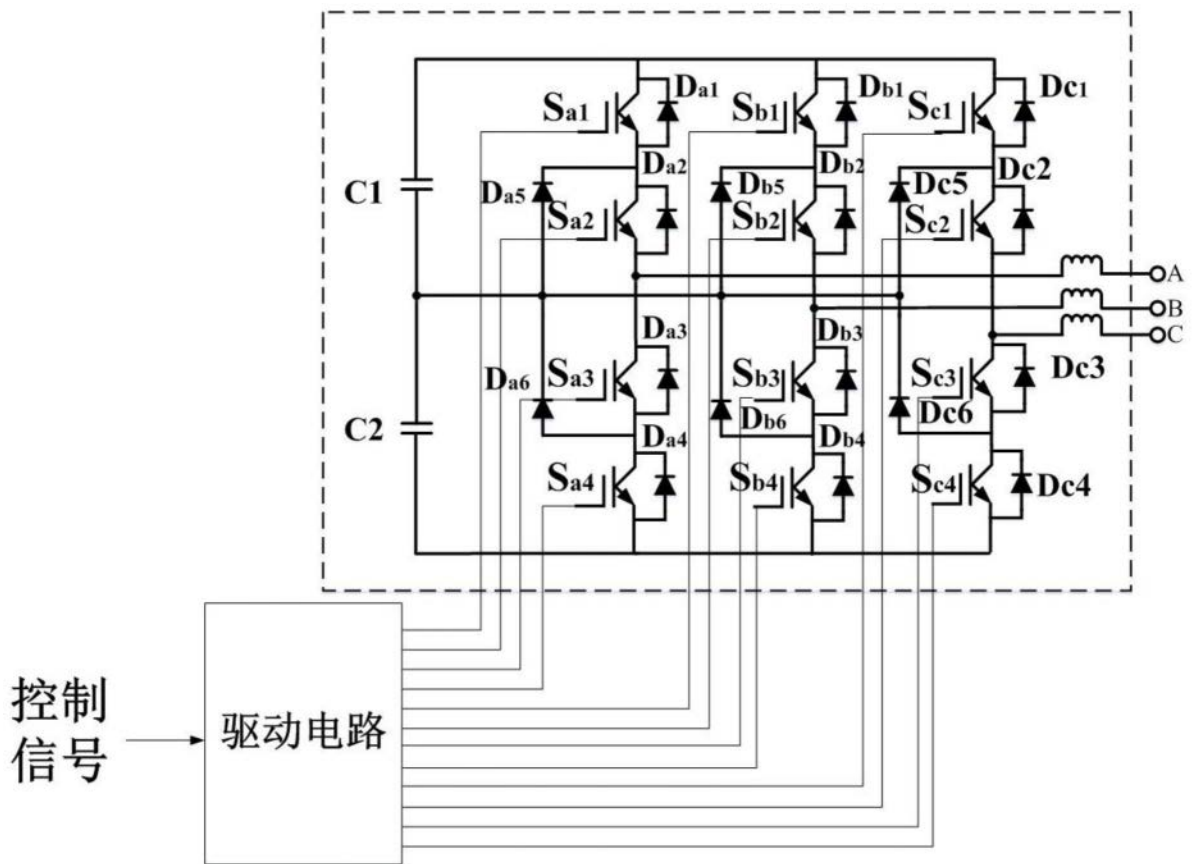 Da1
Db1
Dc1
Sa1
Sb1
Sc1
Da2
Db2
Dc2
C1
Da5
Db5
Dc5
Sa2
Sb2
Sc2
A
B
C
Da3
Db3
Dc3
Da6
Sa3
Sb3
Sc3
C2
Db6
Dc6
Da4
Db4
Sa4
Sb4
Sc4
Dc4
控制
信号
驱动电路